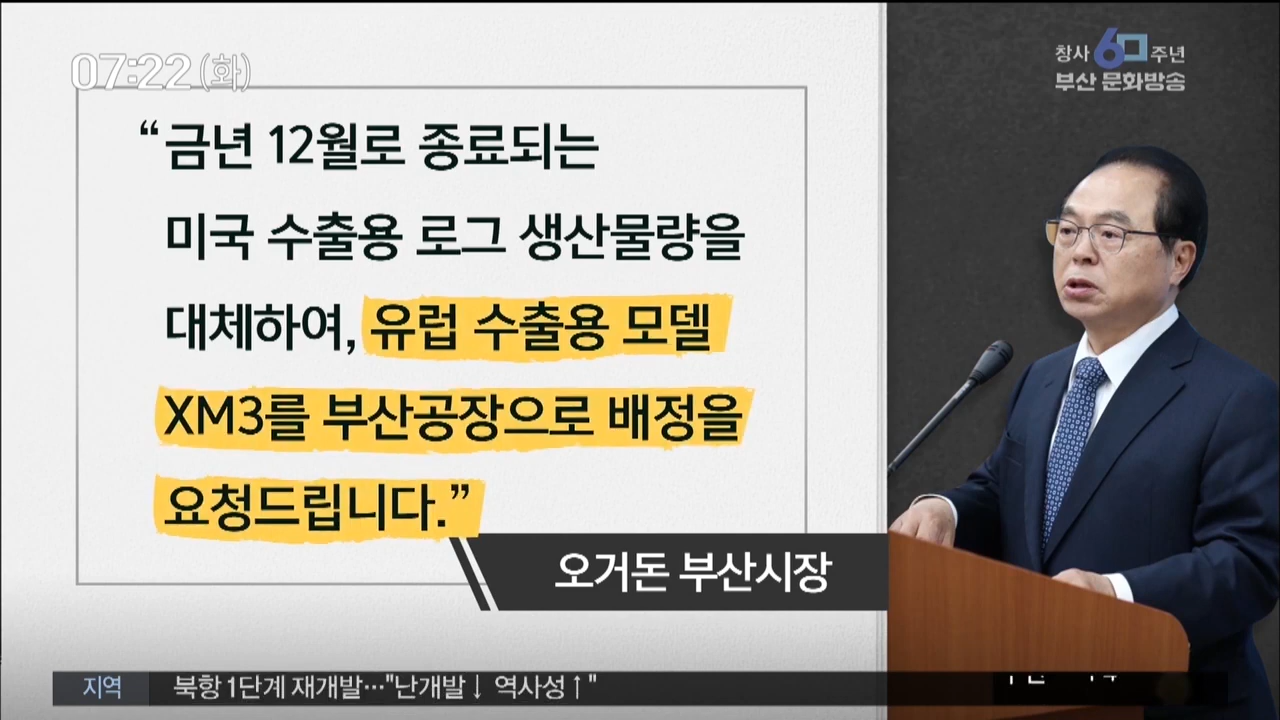 07:22(화)
창사 60 주년
부산 문화방송
“금년 12월로 종료되는
미국 수출용 로그 생산물량을
대체하여, 유럽 수출용 모델
XM3를 부산공장으로 배정을
요청드립니다.”
오거돈 부산시장
지역 북항 1단계 재개발…"난개발↓ 역사성↑"